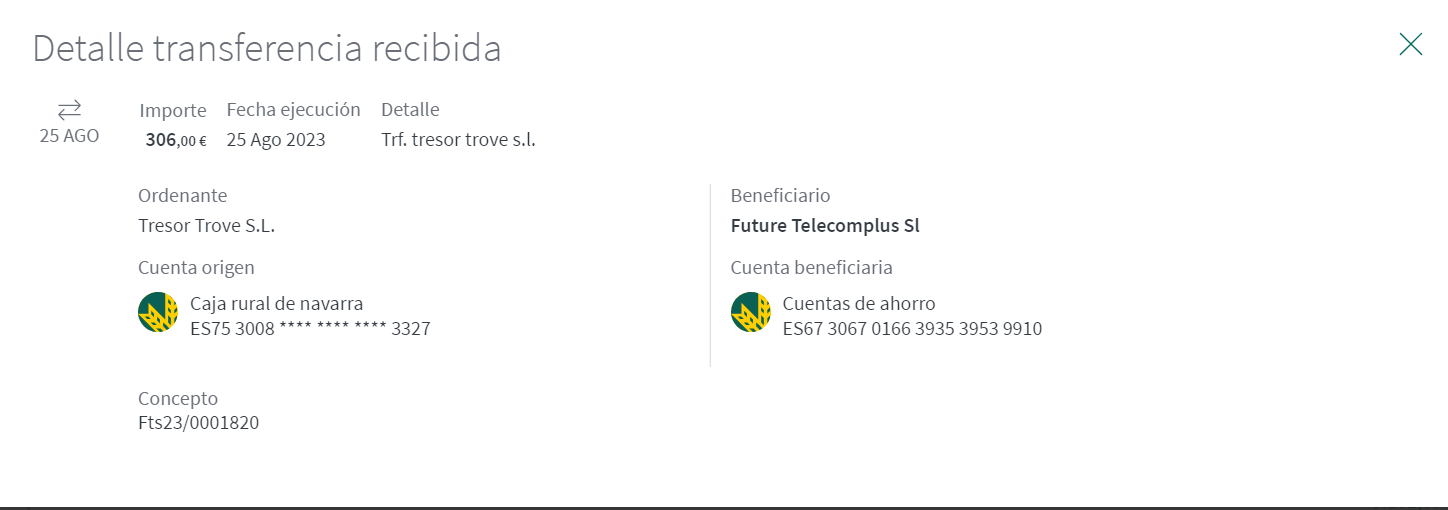 Detalle transferencia recibida
25 AGO
Importe Fecha ejecución Detalle
306,00 € 25 Ago 2023 Trf. tresor trove s.l.
Ordenante
Tresor Trove S.L.
Cuenta origen
Caja rural de navarra
ES75 3008 **** **** **** 3327
Beneficiario
Future Telecomplus Sl
Cuenta beneficiaria
Cuentas de ahorro
ES67 3067 0166 3935 3953 9910
Concepto
Fts23/0001820